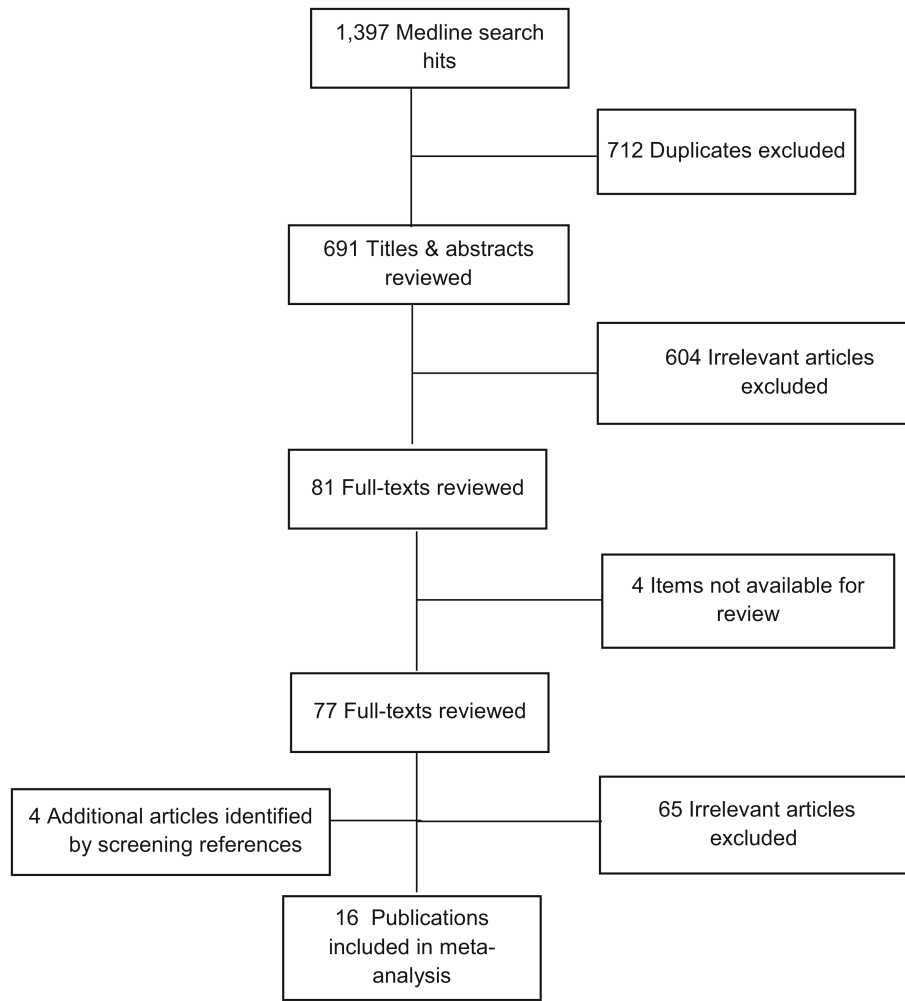 1,397 Medline search
hits
712 Duplicates excluded
691 Titles & abstracts
reviewed
604 Irrelevant articles
excluded
81 Full-texts reviewed
4 Items not available for
review
77 Full-texts reviewed
4 Additional articles identified
by screening references
65 Irrelevant articles
excluded
16 Publications
included in meta-
analysis